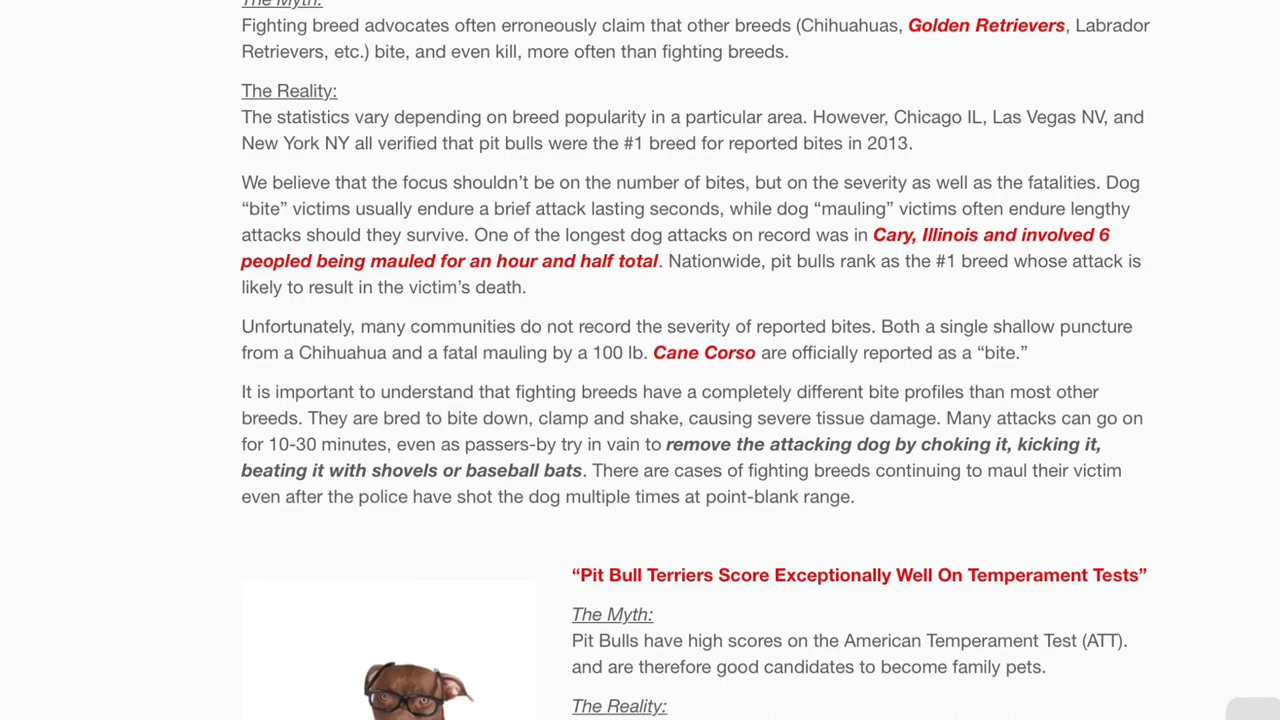 The Myth:
Fighting breed advocates often erroneously claim that other breeds (Chihuahuas, Golden Retrievers, Labrador
Retrievers, etc.) bite, and even kill, more often than fighting breeds.
The Reality:
The statistics vary depending on breed popularity in a particular area. However, Chicago IL, Las Vegas NV, and
New York NY all verified that pit bulls were the #1 breed for reported bites in 2013.
We believe that the focus shouldn’t be on the number of bites, but on the severity as well as the fatalities. Dog
“bite” victims usually endure a brief attack lasting seconds, while dog “mauling” victims often endure lengthy
attacks should they survive. One of the longest dog attacks on record was in Cary, Illinois and involved 6
peopled being mauled for an hour and half total. Nationwide, pit bulls rank as the #1 breed whose attack is
likely to result in the victim’s death.
Unfortunately, many communities do not record the severity of reported bites. Both a single shallow puncture
from a Chihuahua and a fatal mauling by a 100 lb. Cane Corso are officially reported as a “bite.”
It is important to understand that fighting breeds have a completely different bite profiles than most other
breeds. They are bred to bite down, clamp and shake, causing severe tissue damage. Many attacks can go on
for 10-30 minutes, even as passers-by try in vain to remove the attacking dog by choking it, kicking it,
beating it with shovels or baseball bats. There are cases of fighting breeds continuing to maul their victim
even after the police have shot the dog multiple times at point-blank range.
“Pit Bull Terriers Score Exceptionally Well On Temperament Tests”
The Myth:
Pit Bulls have high scores on the American Temperament Test (ATT).
and are therefore good candidates to become family pets.
The Reality: